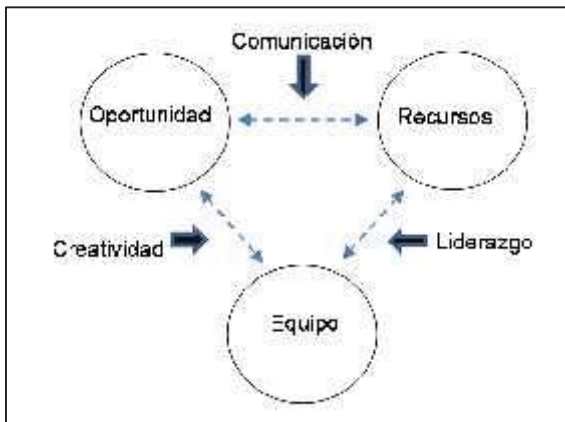 Comunicación
Oportunidad
Recursos
Creatividad
Liderazgo
Equipo